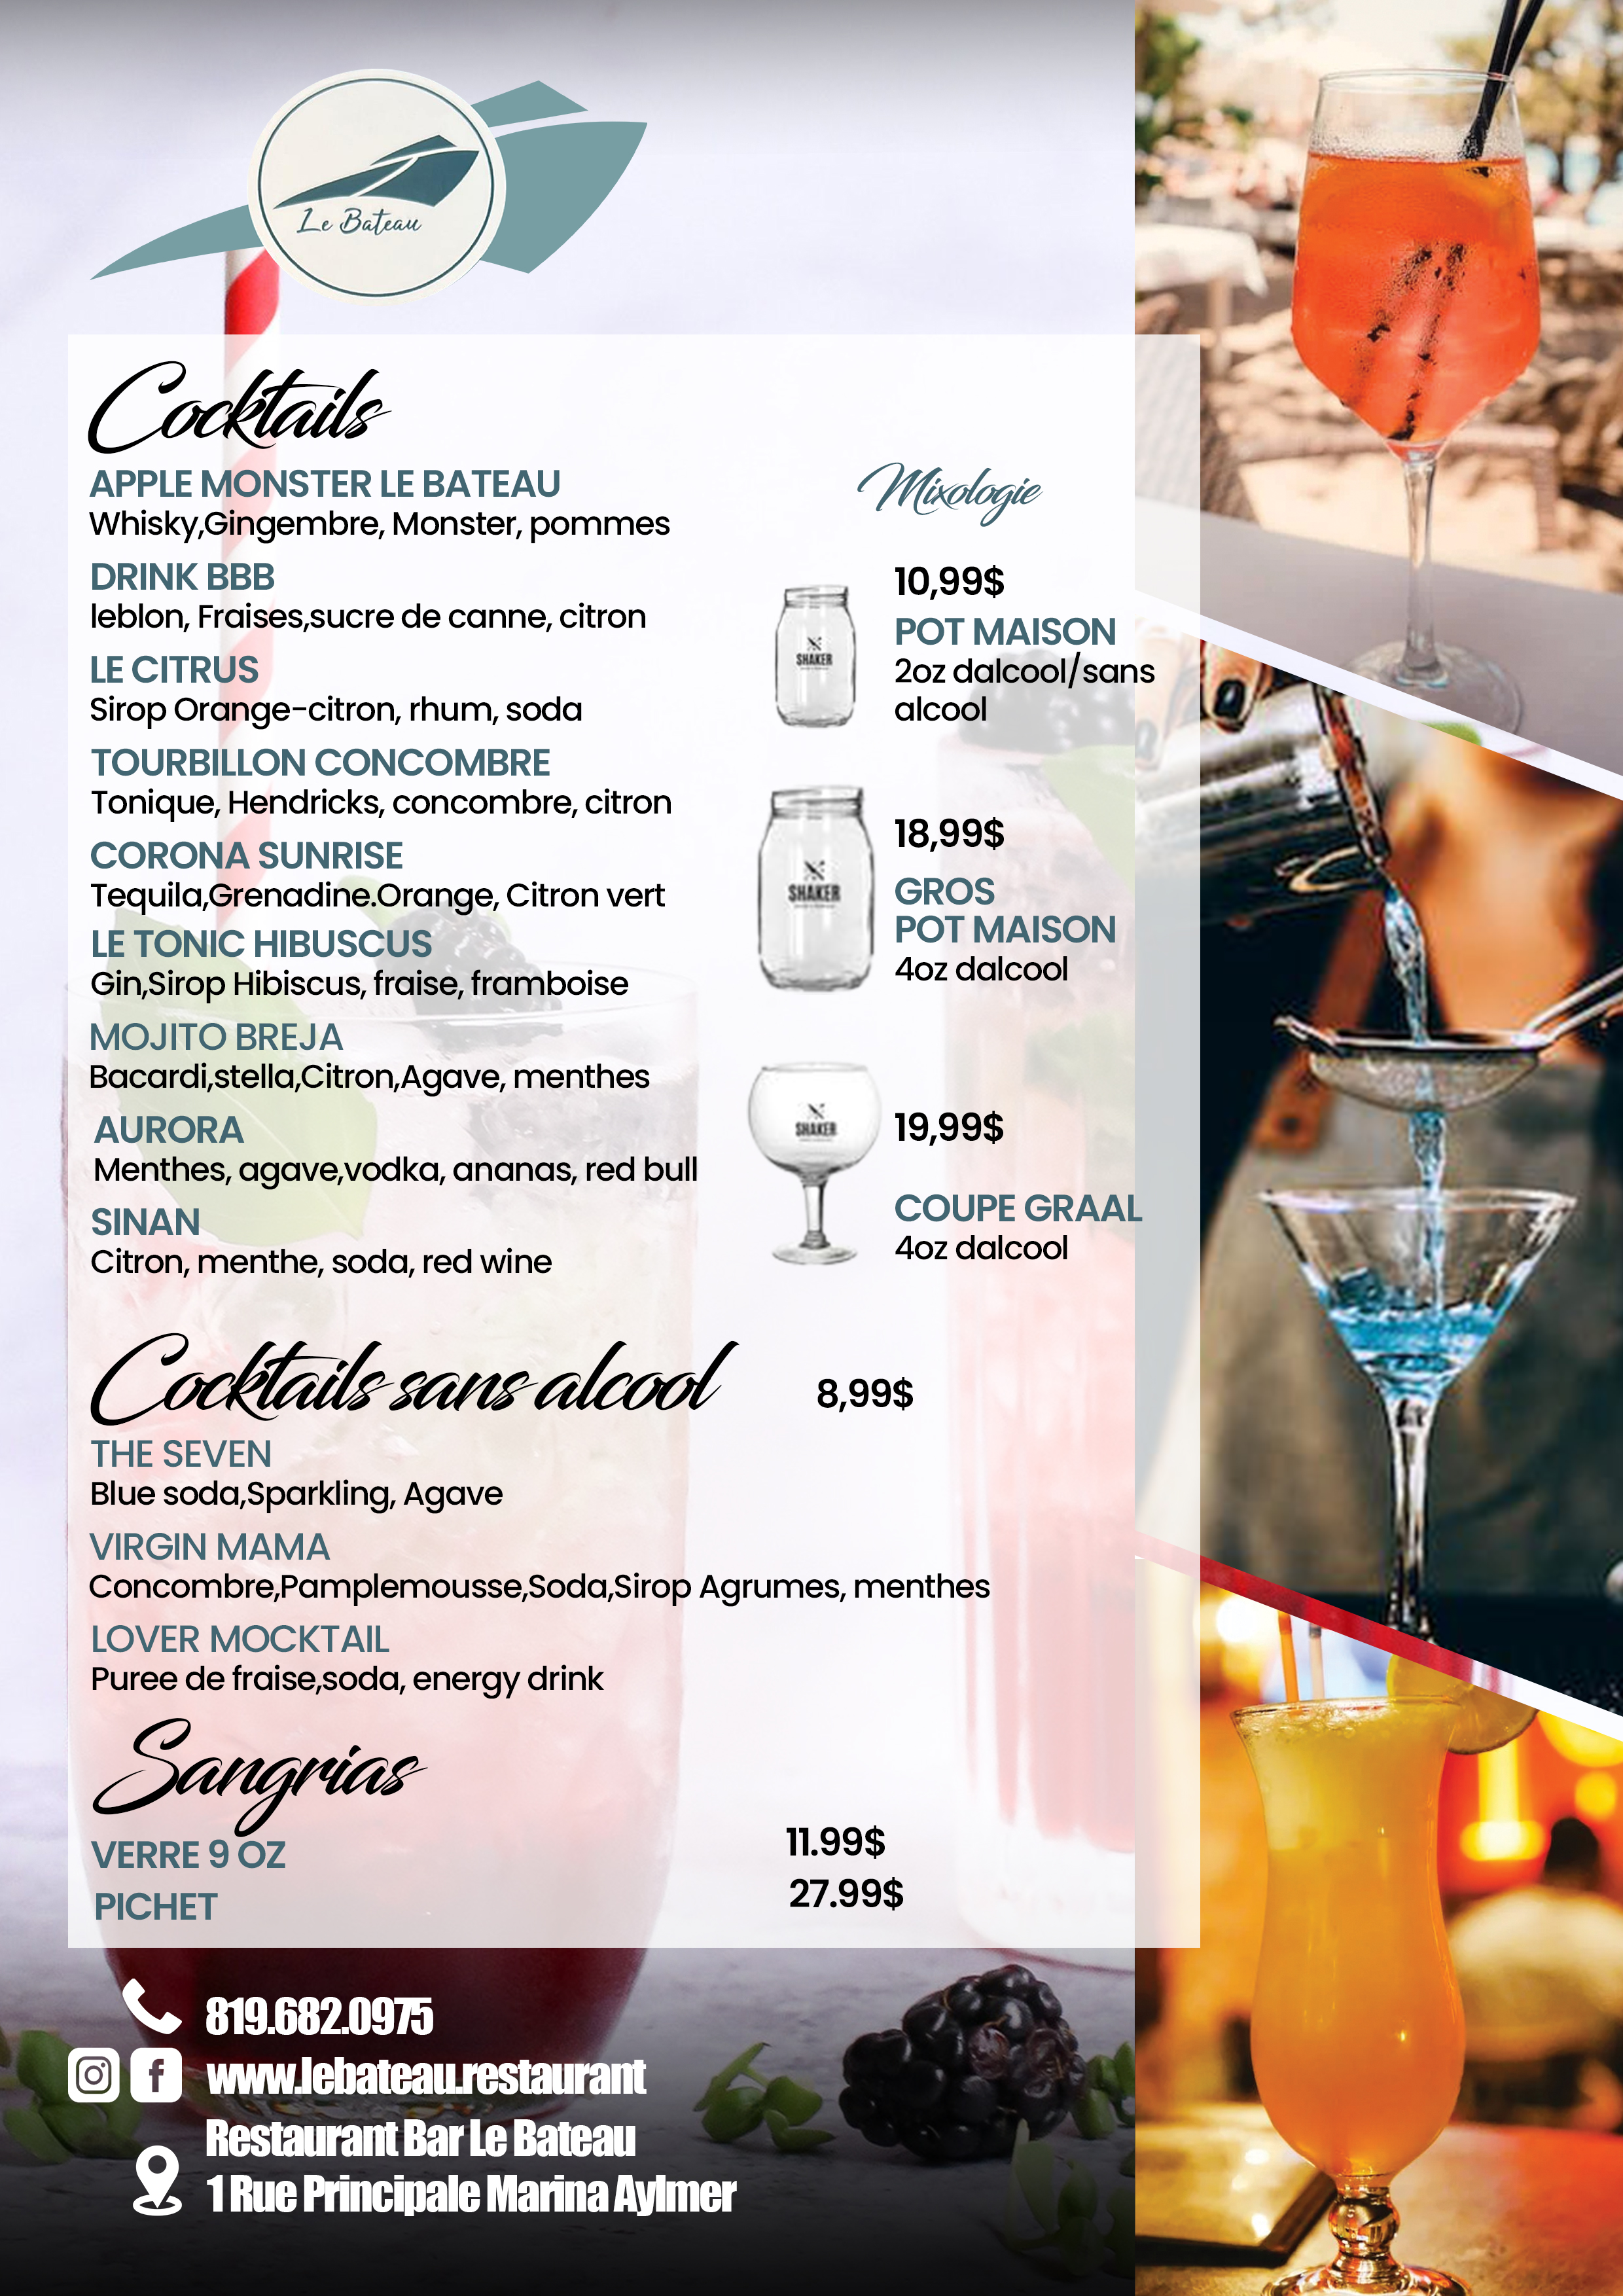 Le Bateau
Cocktails
APPLE MONSTER LE BATEAU
Whisky,Gingembre, Monster, pommes
DRINK BBB
leblon, Fraises,sucre de canne, citron
LE CITRUS
Sirop Orange-citron, rhum, soda
TOURBILLON CONCOMBRE
Tonique, Hendricks, concombre, citron
CORONA SUNRISE
Tequila,Grenadine.Orange, Citron vert
LE TONIC HIBUSCUS
Gin,Sirop Hibiscus, fraise, framboise
MOJITO BREJA
Bacardi,stella,Citron,Agave, menthes
AURORA
Menthes, agave,vodka, ananas, red bull
SINAN
Citron, menthe, soda, red wine
Mixologie
SHAKER
10,99$
POT MAISON
2oz dalcool/sans
alcool
SHAKER
18,99$
GROS
POT MAISON
4oz dalcool
SHAKER
19,99$
COUPE GRAAL
4oz dalcool
Cocktails sans alcool 8,99$
THE SEVEN
Blue soda,Sparkling, Agave
VIRGIN MAMA
Concombre,Pamplemousse,Soda,Sirop Agrumes, menthes
LOVER MOCKTAIL
Puree de fraise,soda, energy drink
Sangrias
VERRE 9 OZ 11.99$
PICHET 27.99$
819.682.0975
www.lebateau.restaurant
Restaurant Bar Le Bateau
1 Rue Principale Marina Aylmer